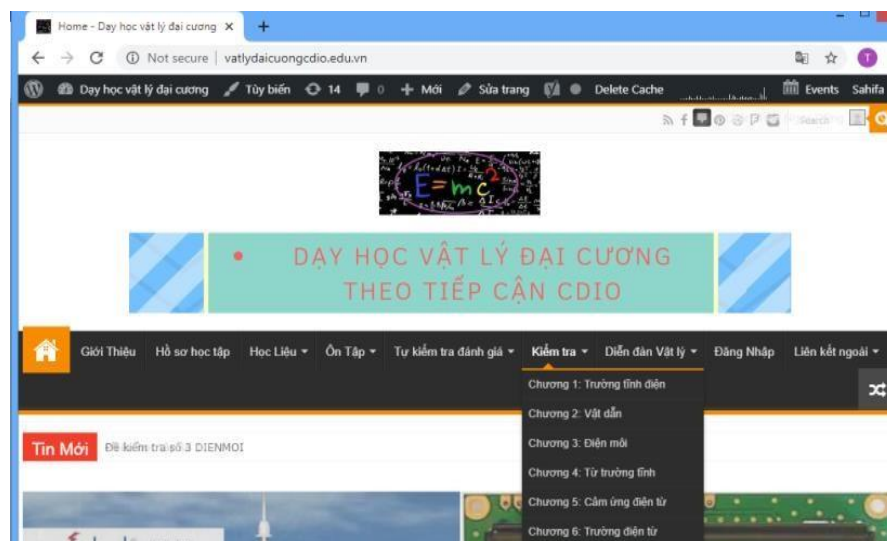 Home - Dạy học vật lý đại cương
Not secure | vatlydaicuongcdio.edu.vn
T
Dạy học vật lý đại cương Tùy biến 14 0 Mới Sửa trang Delete Cache Events Sahifa
Search
E=mc²
• DẠY HỌC VẬT LÝ ĐẠI CƯƠNG
THEO TIẾP CẬN CDIO
Giới Thiệu Hồ sơ học tập Học Liệu Ôn Tập Tự kiểm tra đánh giá Kiểm tra Diễn đàn Vật lý Đăng Nhập Liên kết ngoài
Chương 1: Trường tĩnh điện
Chương 2: Vật dẫn
Chương 3: Điện môi
Chương 4: Từ trường tĩnh
Chương 5: Cảm ứng điện từ
Chương 6: Trường điện từ
Tin Mới Đề kiểm tra số 3 DIENMOI